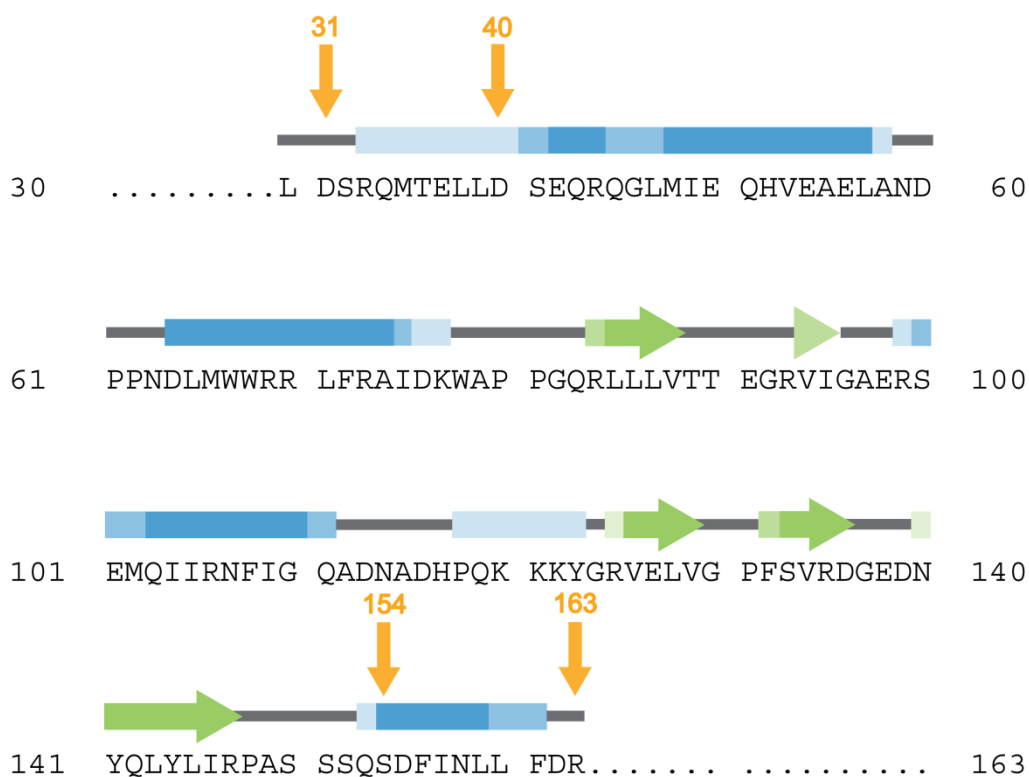 31 40
30 .........L DSRQMTELLD SEQRQGLMIE QHVEAELAND 60
61 PPNDLMWWRR LFRAIDKWAP PGQRLLLVTT EGRVIGAERS 100
101 EMQIIRNFIG QADNADHPQK KKYGRVELVG PFSVRDGEDN 140
154 163
141 YQLYLIRPAS SSQSDFINLL FDR....... .......... 163